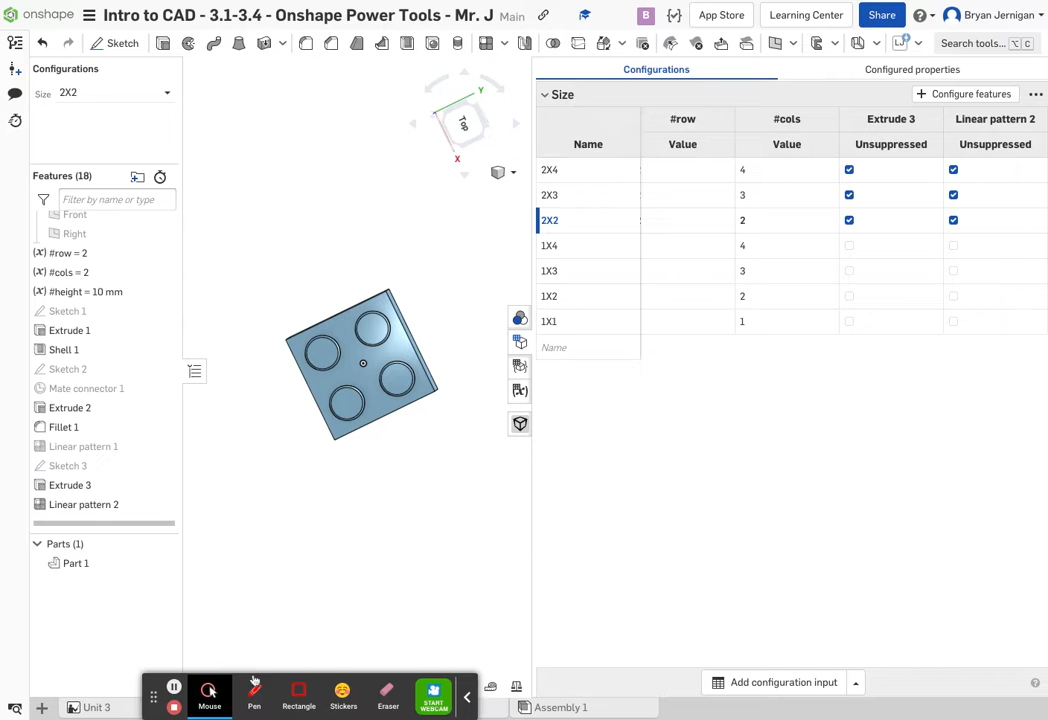 onshape Intro to CAD - 3.1-3.4 - Onshape Power Tools - Mr. J Main B App Store Learning Center Share Bryan Jernigan
Sketch Search tools... ⌥ C
Configurations
Size 2X2
Features (18)
Filter by name or type
Front
Right
(x) #row = 2
(x) #cols = 2
(x) #height = 10 mm
Sketch 1
Extrude 1
Shell 1
Sketch 2
Mate connector 1
Extrude 2
Fillet 1
Linear pattern 1
Sketch 3
Extrude 3
Linear pattern 2
Parts (1)
Part 1
Y
TOP
X
Configurations Configured properties
Size + Configure features
#row #cols Extrude 3 Linear pattern 2
Name Value Value Unsuppressed Unsuppressed
2X4 4
2X3 3
2X2 2
1X4 4
1X3 3
1X2 2
1X1 1
Name
+ Add configuration input
Mouse Pen Rectangle Stickers Eraser START WEBCAM
Unit 3 Assembly 1